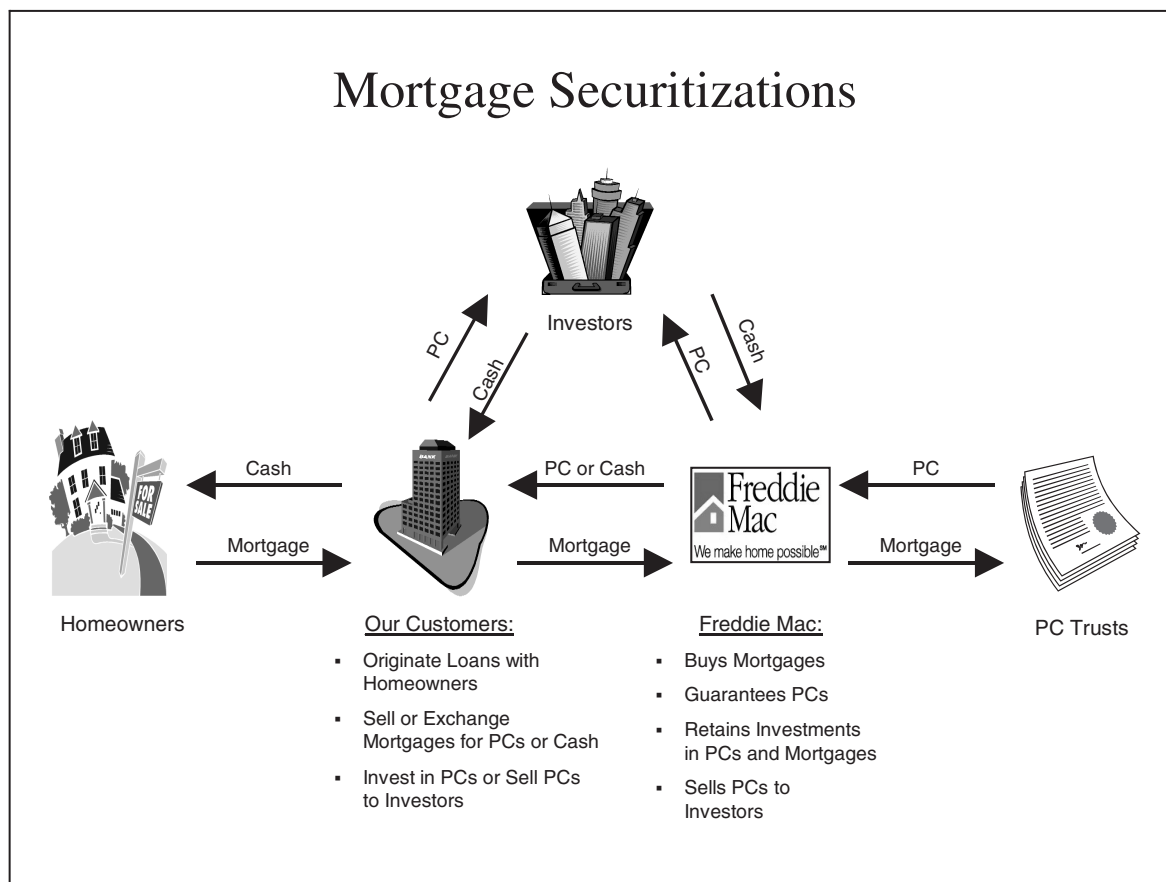 Mortgage Securitizations
Investors
PC
Cash
PC
Cash
Cash
PC or Cash
PC
BANK
FOR
SALE
Freddie
Mac
We make home possible℠
Mortgage
Mortgage
Mortgage
Homeowners
PC Trusts
Our Customers:
▪ Originate Loans with
Homeowners
▪ Sell or Exchange
Mortgages for PCs or Cash
▪ Invest in PCs or Sell PCs
to Investors
Freddie Mac:
▪ Buys Mortgages
▪ Guarantees PCs
▪ Retains Investments
in PCs and Mortgages
▪ Sells PCs to
Investors